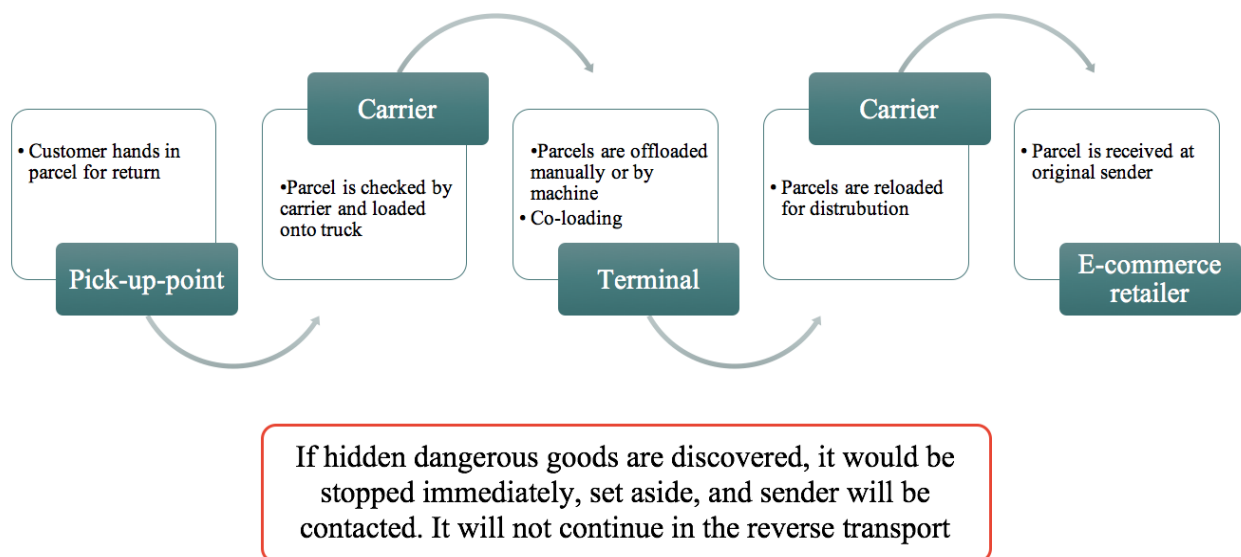 • Customer hands in
parcel for return
Pick-up-point
Carrier
•Parcel is checked by
carrier and loaded
onto truck
•Parcels are offloaded
manually or by
machine
• Co-loading
Terminal
Carrier
• Parcels are reloaded
for distrubution
• Parcel is received at
original sender
E-commerce
retailer
If hidden dangerous goods are discovered, it would be
stopped immediately, set aside, and sender will be
contacted. It will not continue in the reverse transport